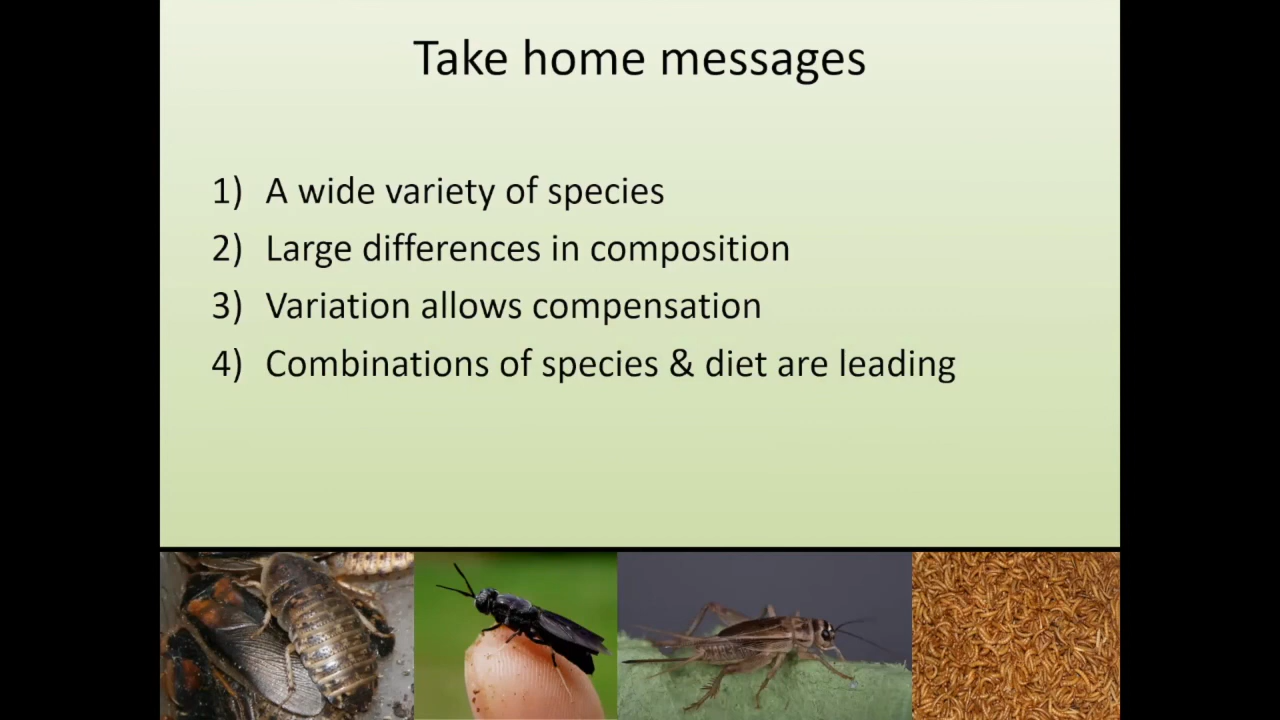 Take home messages
1) A wide variety of species
2) Large differences in composition
3) Variation allows compensation
4) Combinations of species & diet are leading